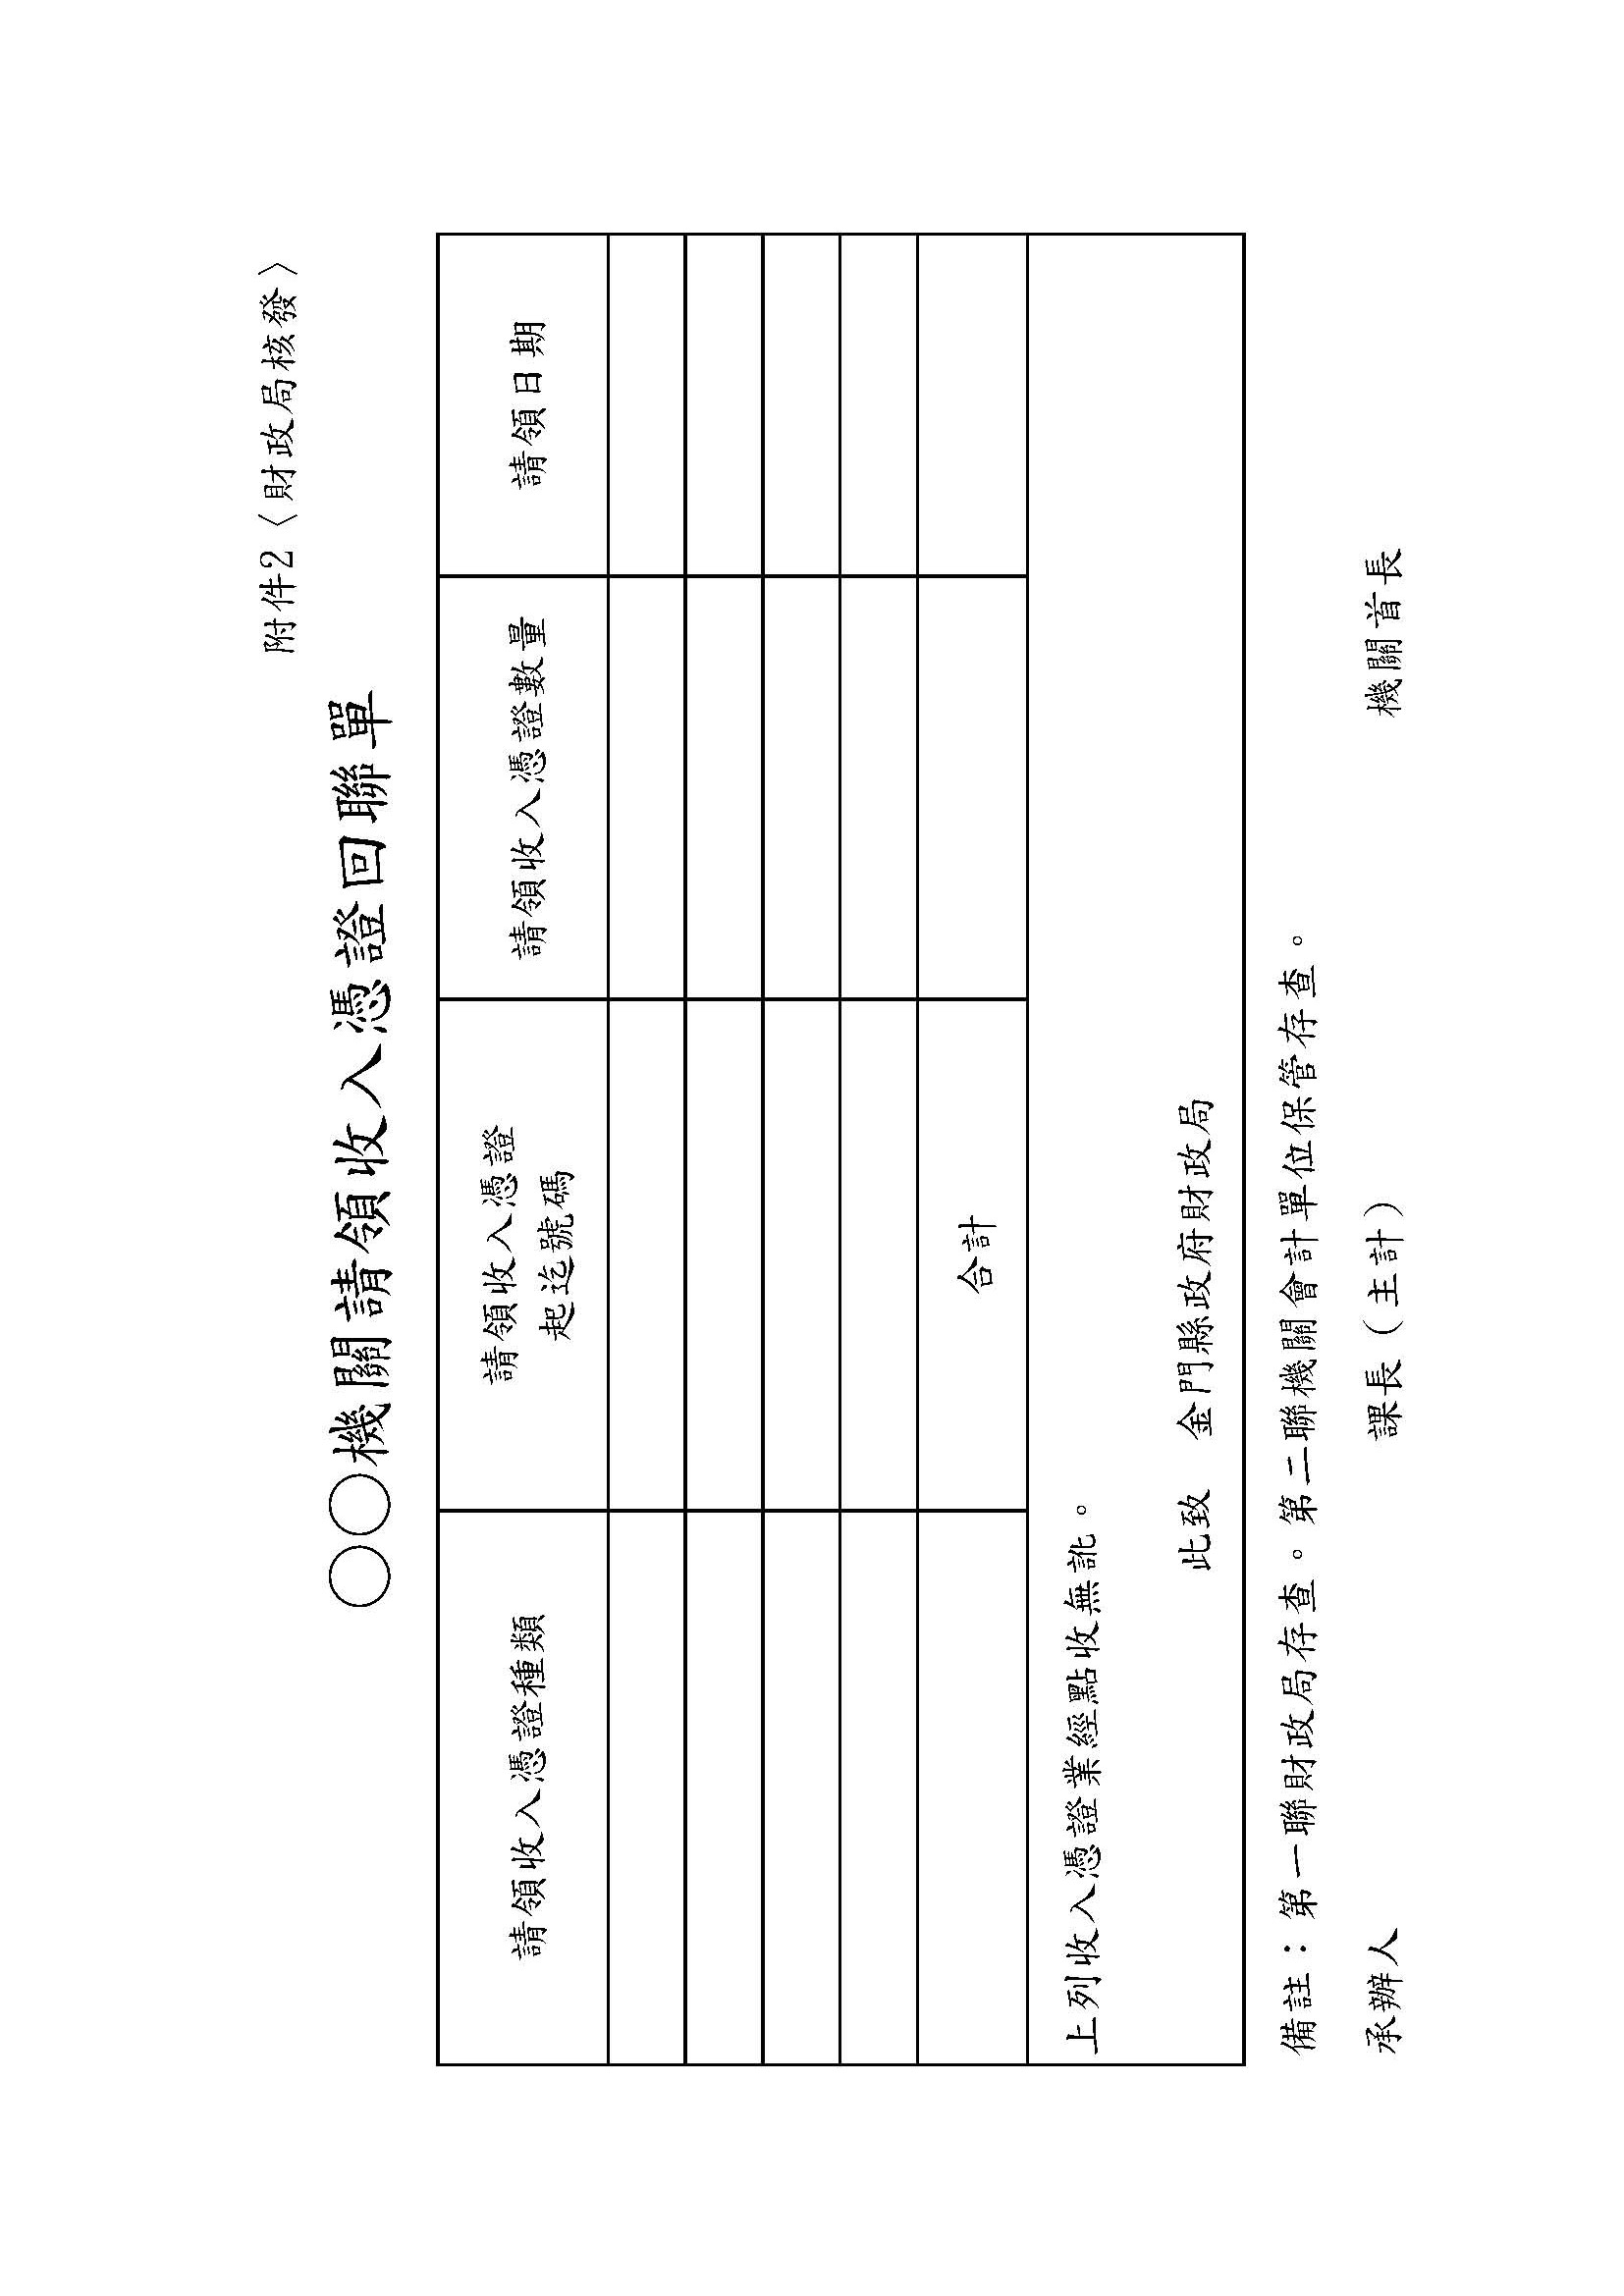 附件2〈財政局核發〉
○○機關請領收入憑證回聯單
請領收入憑證種類
請領收入憑證
起迄號碼
請領收入憑證數量
請領日期
合計
上列收入憑證業經點收無訛。
此致 金門縣政府財政局
備註：第一聯財政局存查。第二聯機關會計單位保管存查。
承辦人 課長（主計） 機關首長